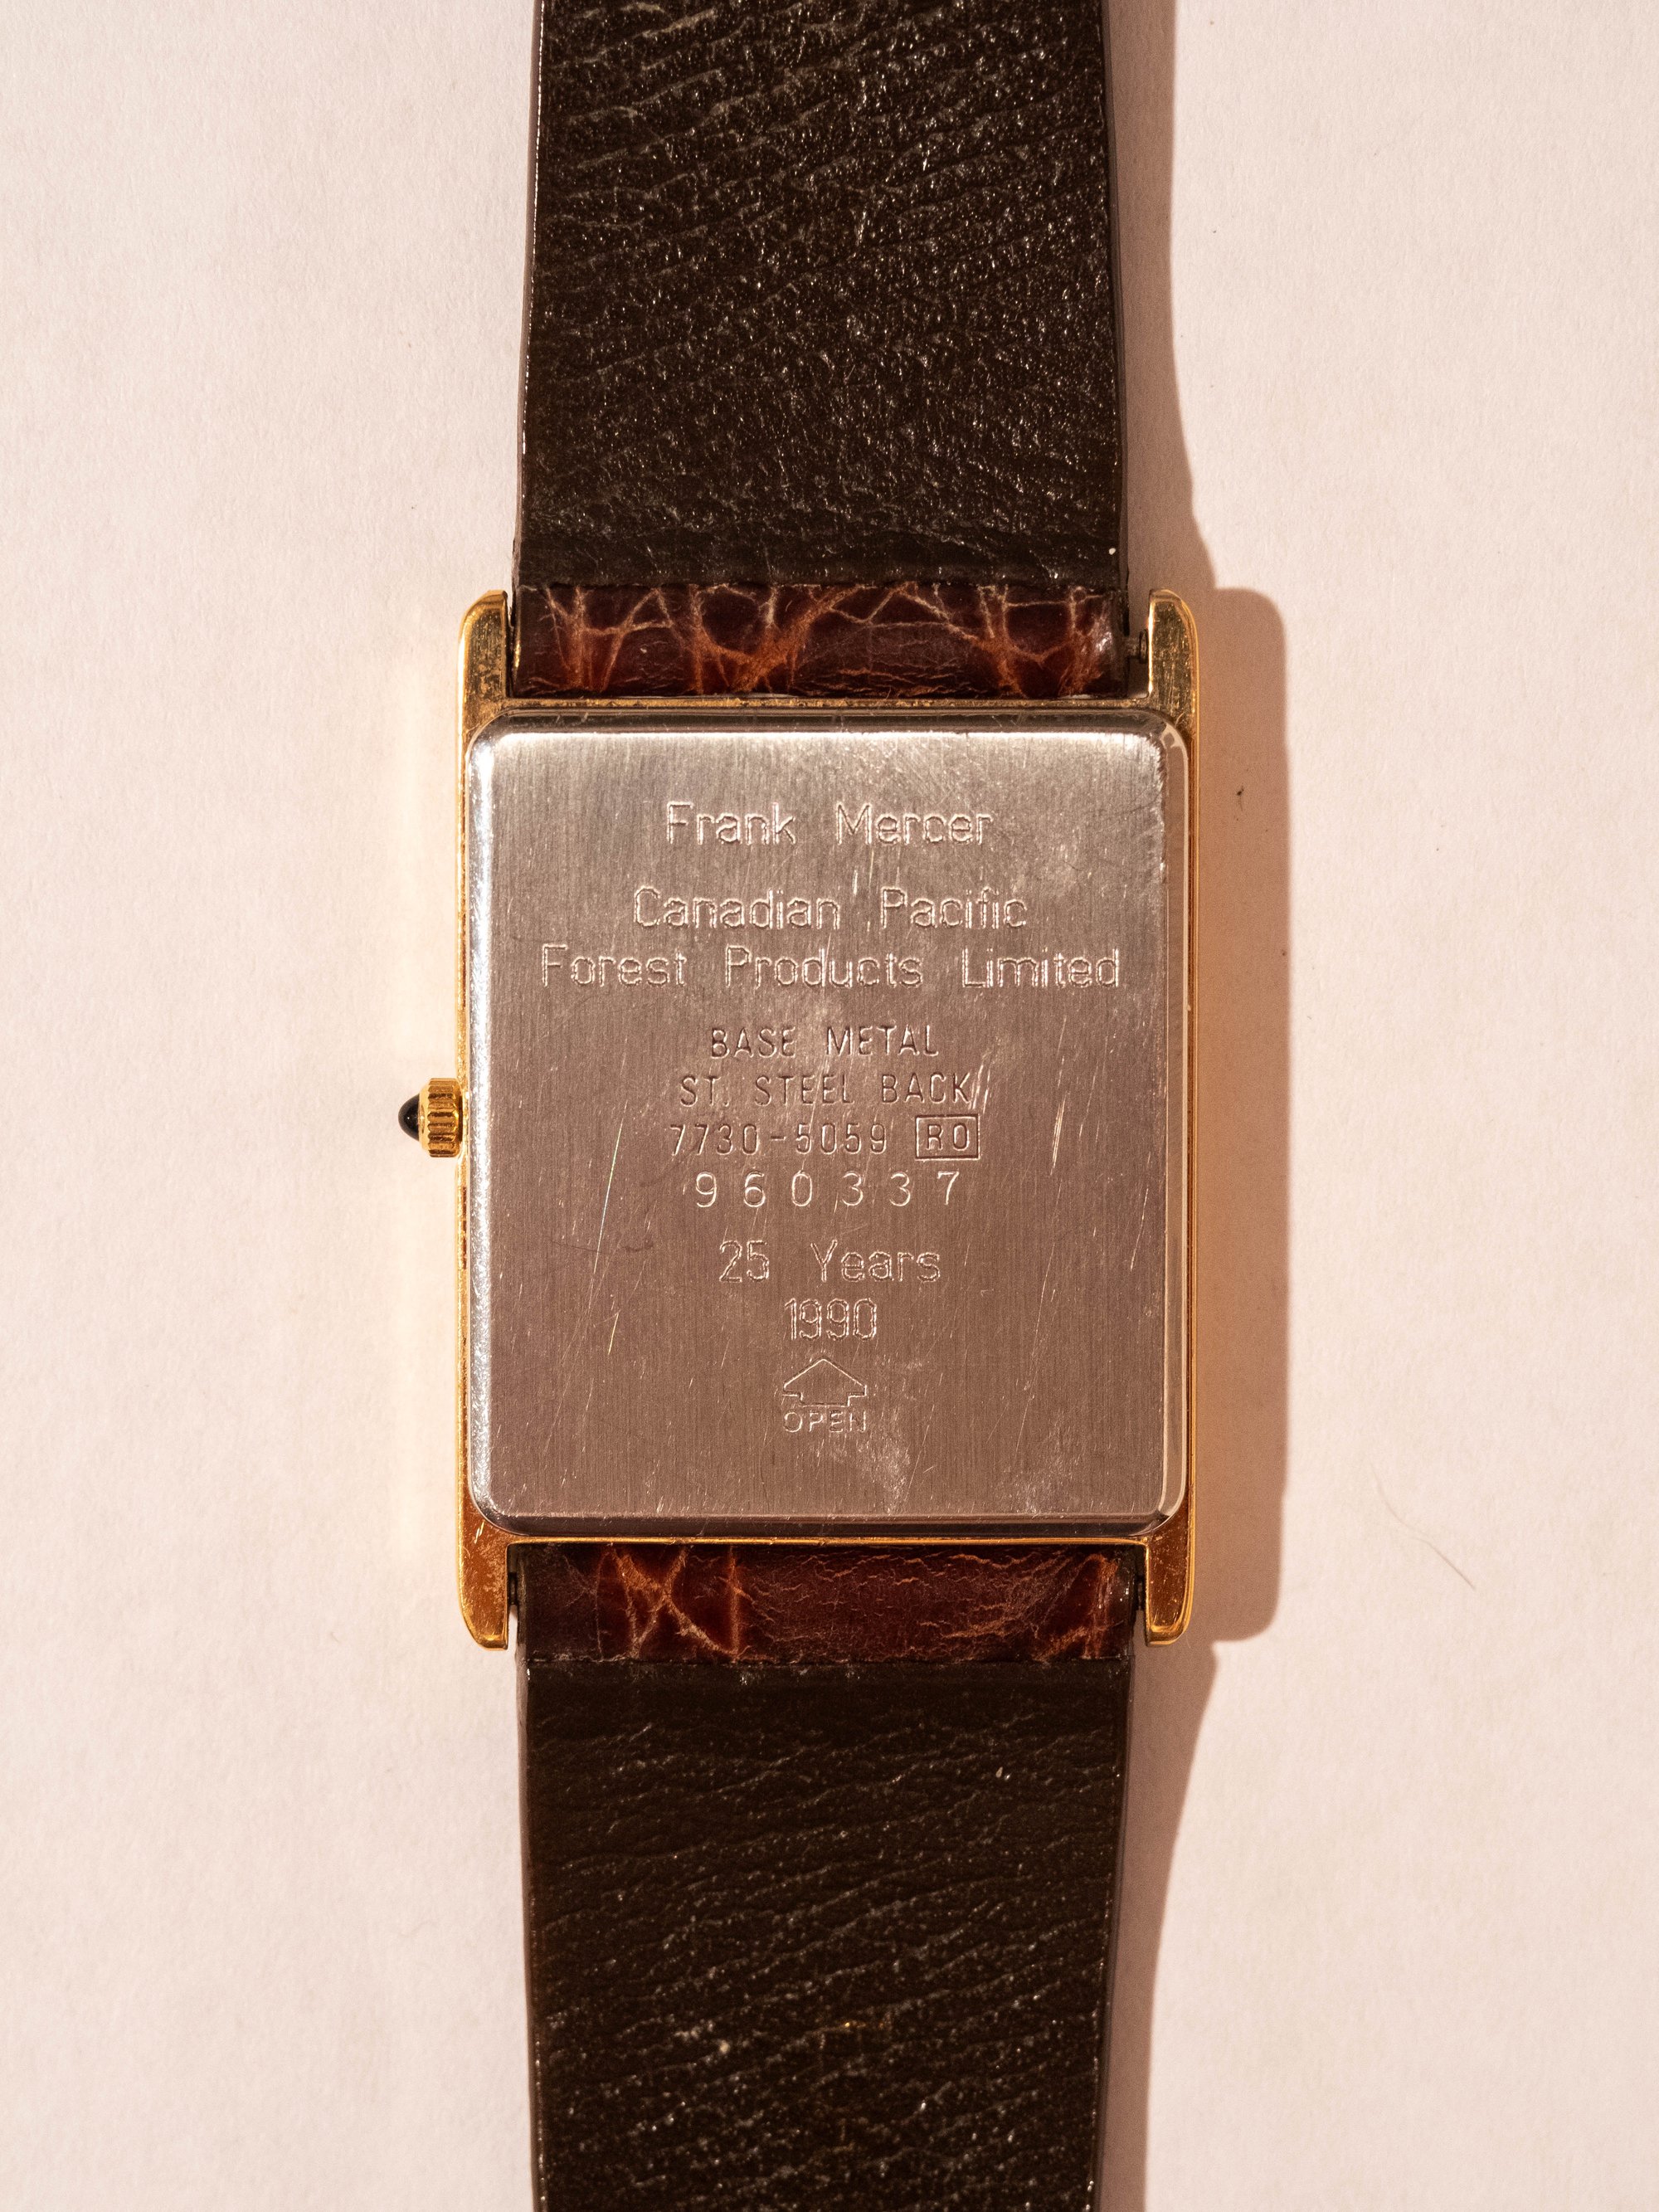 Frank Mercer
Canadian Pacific
Forest Products Limited
BASE METAL
ST. STEEL BACK
7730-5059 RO
960337
25 Years
1990
OPEN